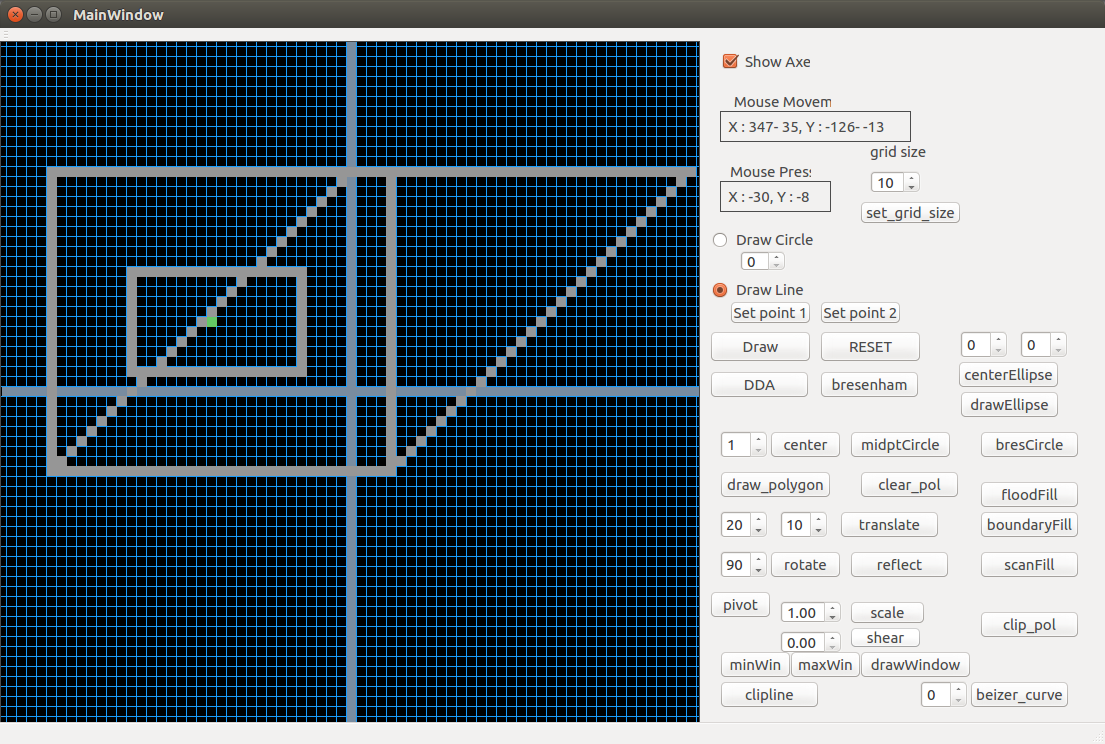 MainWindow
Show Axe
Mouse Movem
X : 347- 35, Y : -126- -13
grid size
Mouse Press
10
X : -30, Y : -8
set_grid_size
Draw Circle
0
Draw Line
Set point 1 Set point 2
Draw RESET 0 0
DDA bresenham centerEllipse
drawEllipse
1 center midptCircle bresCircle
draw_polygon clear_pol floodFill
20 10 translate boundaryFill
90 rotate reflect scanFill
pivot 1.00 scale clip_pol
0.00 shear
minWin maxWin drawWindow
clipline 0 beizer_curve